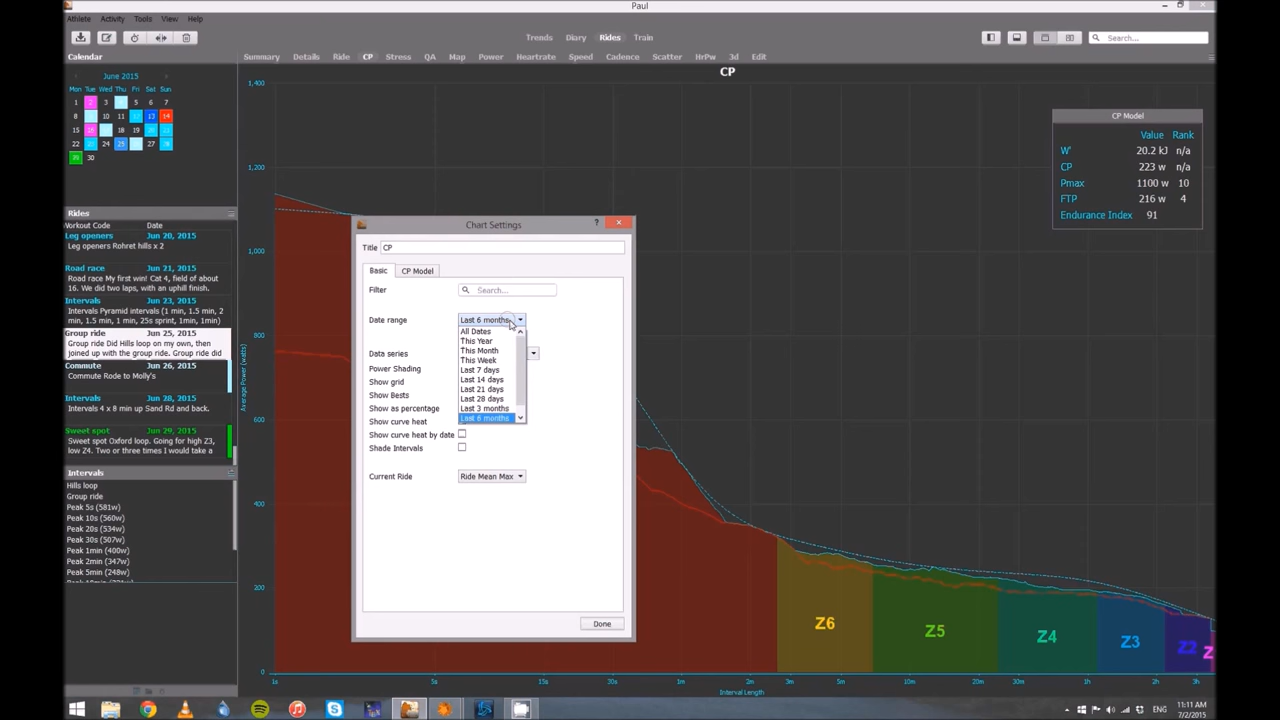 Paul
Athlete Activity Tools View Help
Trends Diary Rides Train
Search...
Calendar
Summary Details Ride CP Stress QA Map Power Heartrate Speed Cadence Scatter HrPw 3d Edit
CP
June 2015
Mon Tue Wed Thu Fri Sat Sun
1 2 3 4 5 6 7
8 9 10 11 12 13 14
15 16 17 18 19 20 21
22 23 24 25 26 27 28
29 30
Rides
Workout Code Date
Leg openers Jun 20, 2015
Leg openers Rohret hills x 2
Road race Jun 21, 2015
Road race My first win! Cat 4, field of about
16. We did two laps, with an uphill finish.
Intervals Jun 23, 2015
Intervals Pyramid intervals (1 min, 1.5 min, 2
min, 1.5 min, 1 min, 25s sprint, 1min, 1min)
Group ride Jun 25, 2015
Group ride Did Hills loop on my own, then
joined up with the group ride. Group ride did
Commute Jun 26, 2015
Commute Rode to Molly's
Intervals Jun 28, 2015
Intervals 4 x 8 min up Sand Rd and back.
Sweet spot Jun 29, 2015
Sweet spot Oxford loop. Going for high Z3,
low Z4. Two or three times I would take a
Intervals
Hills loop
Group ride
Peak 5s (581w)
Peak 10s (560w)
Peak 20s (534w)
Peak 30s (507w)
Peak 1min (400w)
Peak 2min (347w)
Peak 5min (248w)
1,400
1,200
1,000
800
600
400
200
0
Average Power (watts)
CP Model
Value Rank
W' 20.2 kJ n/a
CP 223 w n/a
Pmax 1100 w 10
FTP 216 w 4
Endurance Index 91
Chart Settings
?
Title CP
Basic CP Model
Filter Search...
Date range Last 6 months
All Dates
This Year
This Month
This Week
Last 7 days
Last 14 days
Last 21 days
Last 28 days
Last 3 months
Last 6 months
Data series
Power Shading
Show grid
Show Bests
Show as percentage
Show curve heat
Show curve heat by date
Shade Intervals
Current Ride Ride Mean Max
Done
Z6 Z5 Z4 Z3 Z2 Z
1s 5s 15s 30s 1m 2m 3m 5m 10m 20m 30m 1h 2h 3h
Interval Length
11:11 AM
7/2/2015